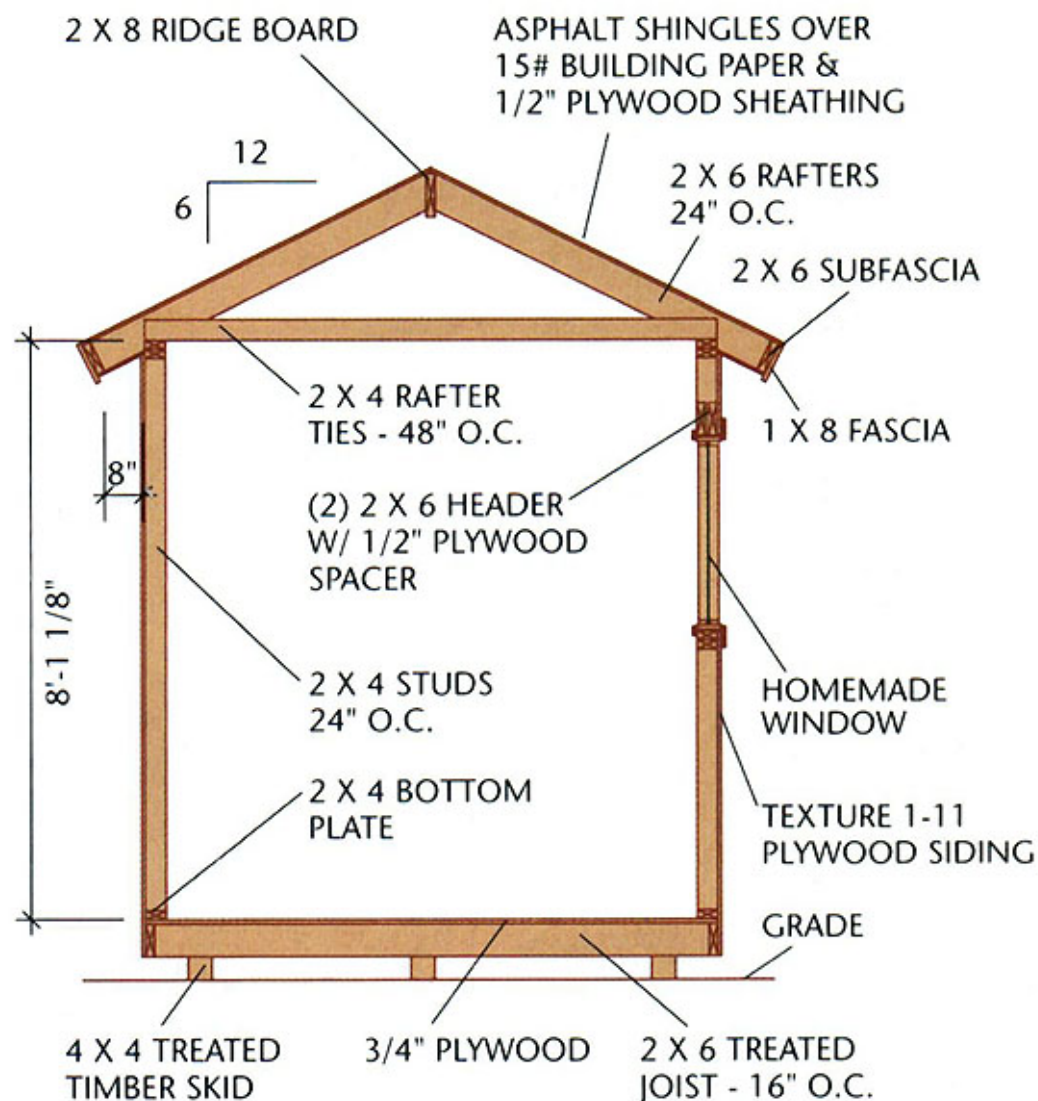 2 X 8 RIDGE BOARD
ASPHALT SHINGLES OVER
15# BUILDING PAPER &
1/2" PLYWOOD SHEATHING
12
6
2 X 6 RAFTERS
24" O.C.
2 X 6 SUBFASCIA
2 X 4 RAFTER
TIES - 48" O.C.
1 X 8 FASCIA
8"
(2) 2 X 6 HEADER
W/ 1/2" PLYWOOD
SPACER
8'-1 1/8"
2 X 4 STUDS
24" O.C.
HOMEMADE
WINDOW
2 X 4 BOTTOM
PLATE
TEXTURE 1-11
PLYWOOD SIDING
GRADE
4 X 4 TREATED
TIMBER SKID
3/4" PLYWOOD
2 X 6 TREATED
JOIST - 16" O.C.